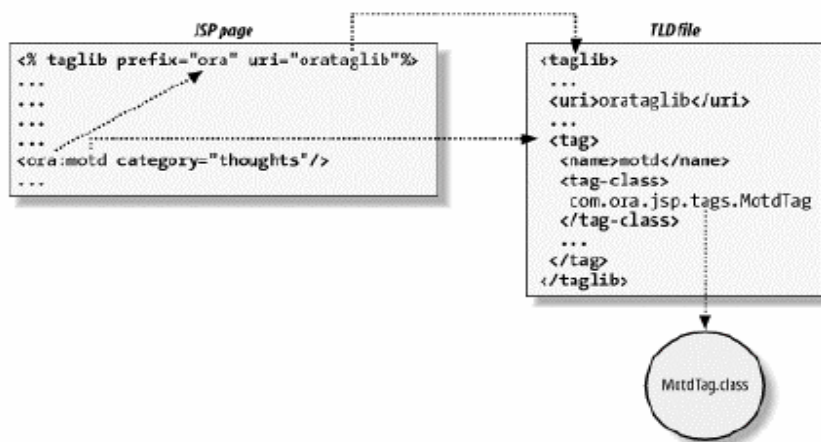 JSP page
<% taglib prefix="ora" uri="orataglib"%>
...
...
...
...
<ora:motd category="thoughts"/>
...
TLD file
<taglib>
...
<uri>orataglib</uri>
...
<tag>
<name>motd</name>
<tag-class>
com.ora.jsp.tags.MotdTag
</tag-class>
...
</tag>
</taglib>
MotdTag.class